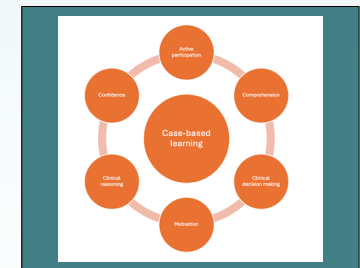 Active
participation
Confidence
Comprehension
Case-based
learning
Clinical
reasoning
Clinical
decision making
Motivation